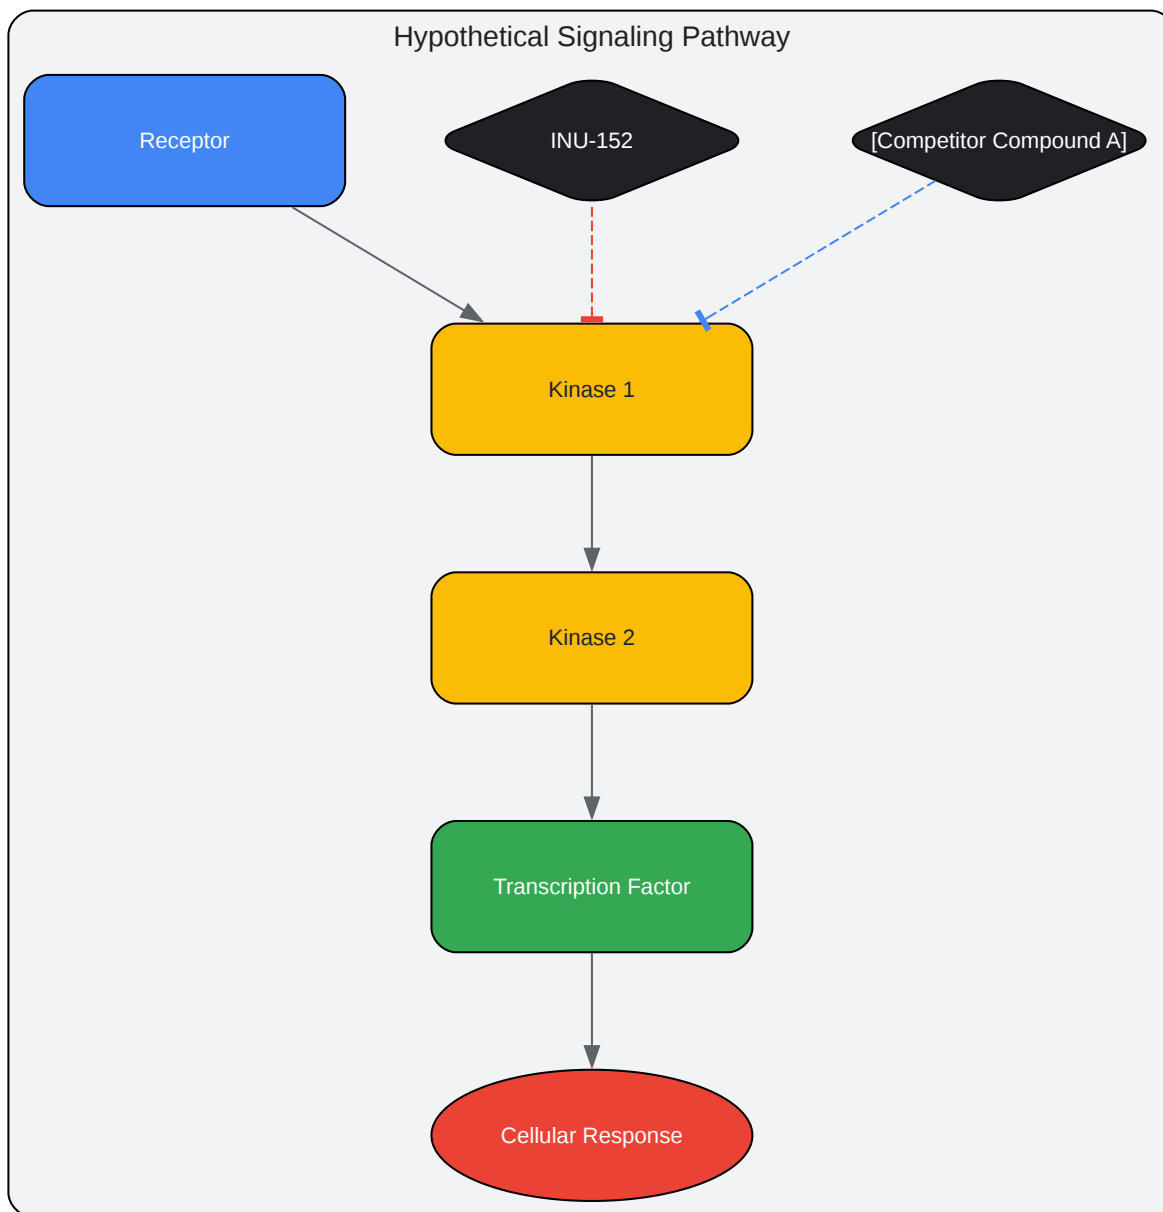 Hypothetical Signaling Pathway
Receptor
INU-152
[Competitor Compound A]
Kinase 1
Kinase 2
Transcription Factor
Cellular Response